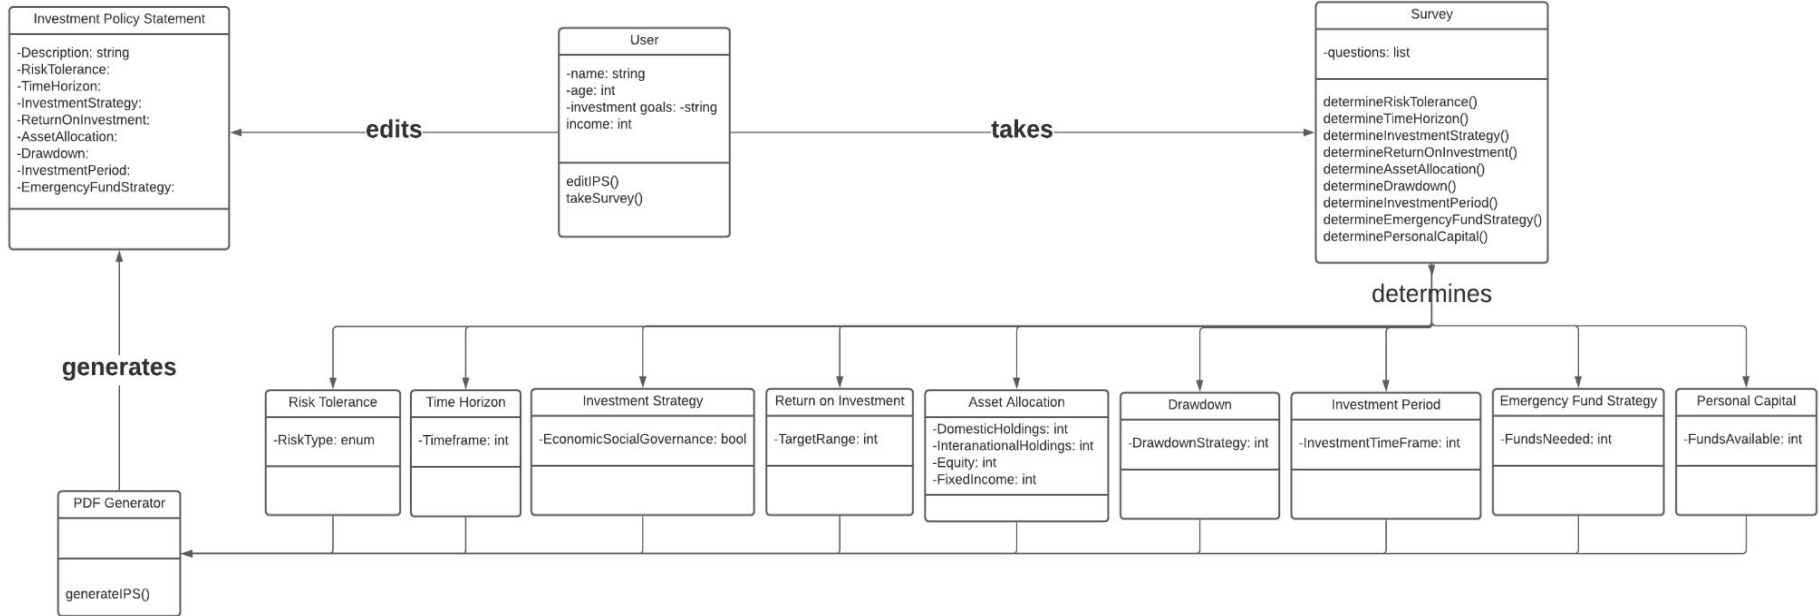 Investment Policy Statement
-Description: string
-RiskTolerance:
-TimeHorizon:
-InvestmentStrategy:
-ReturnOnInvestment:
-AssetAllocation:
-Drawdown:
-InvestmentPeriod:
-EmergencyFundStrategy:
edits
User
-name: string
-age: int
-investment goals: -string
income: int
editIPS()
takeSurvey()
takes
Survey
-questions: list
determineRiskTolerance()
determineTimeHorizon()
determineInvestmentStrategy()
determineReturnOnInvestment()
determineAssetAllocation()
determineDrawdown()
determineInvestmentPeriod()
determineEmergencyFundStrategy()
determinePersonalCapital()
determines
generates
Risk Tolerance
-RiskType: enum
Time Horizon
-Timeframe: int
Investment Strategy
-EconomicSocialGovernance: bool
Return on Investment
-TargetRange: int
Asset Allocation
-DomesticHoldings: int
-InteranationalHoldings: int
-Equity: int
-FixedIncome: int
Drawdown
-DrawdownStrategy: int
Investment Period
-InvestmentTimeFrame: int
Emergency Fund Strategy
-FundsNeeded: int
Personal Capital
-FundsAvailable: int
PDF Generator
generateIPS()